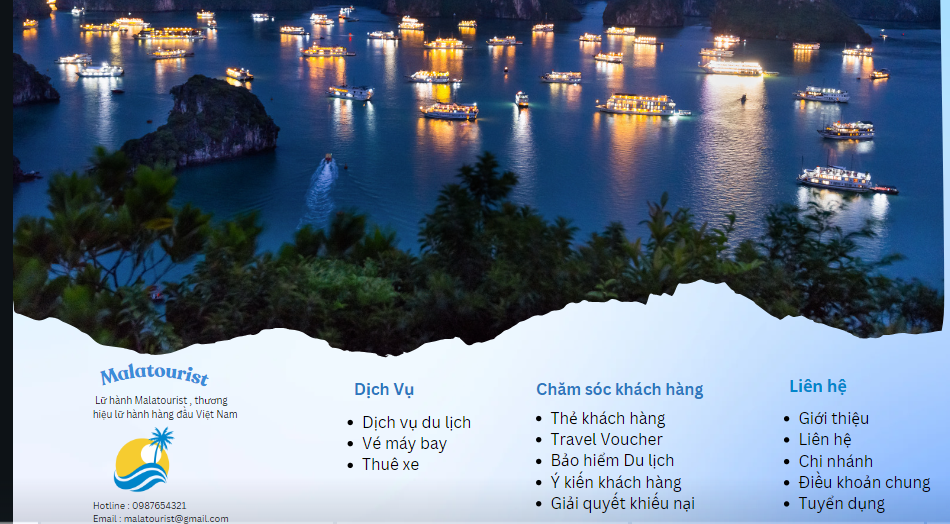 Malatourist
Lữ hành Malatourist , thương
hiệu lữ hành hàng đầu Việt Nam
Hotline : 0987654321
Email : malatourist@gmail.com
Dịch Vụ
Dịch vụ du lịch
Vé máy bay
Thuê xe
Chăm sóc khách hàng
Thẻ khách hàng
Travel Voucher
Bảo hiểm Du lịch
Ý kiến khách hàng
Giải quyết khiếu nại
Liên hệ
Giới thiệu
Liên hệ
Chi nhánh
Điều khoản chung
Tuyển dụng